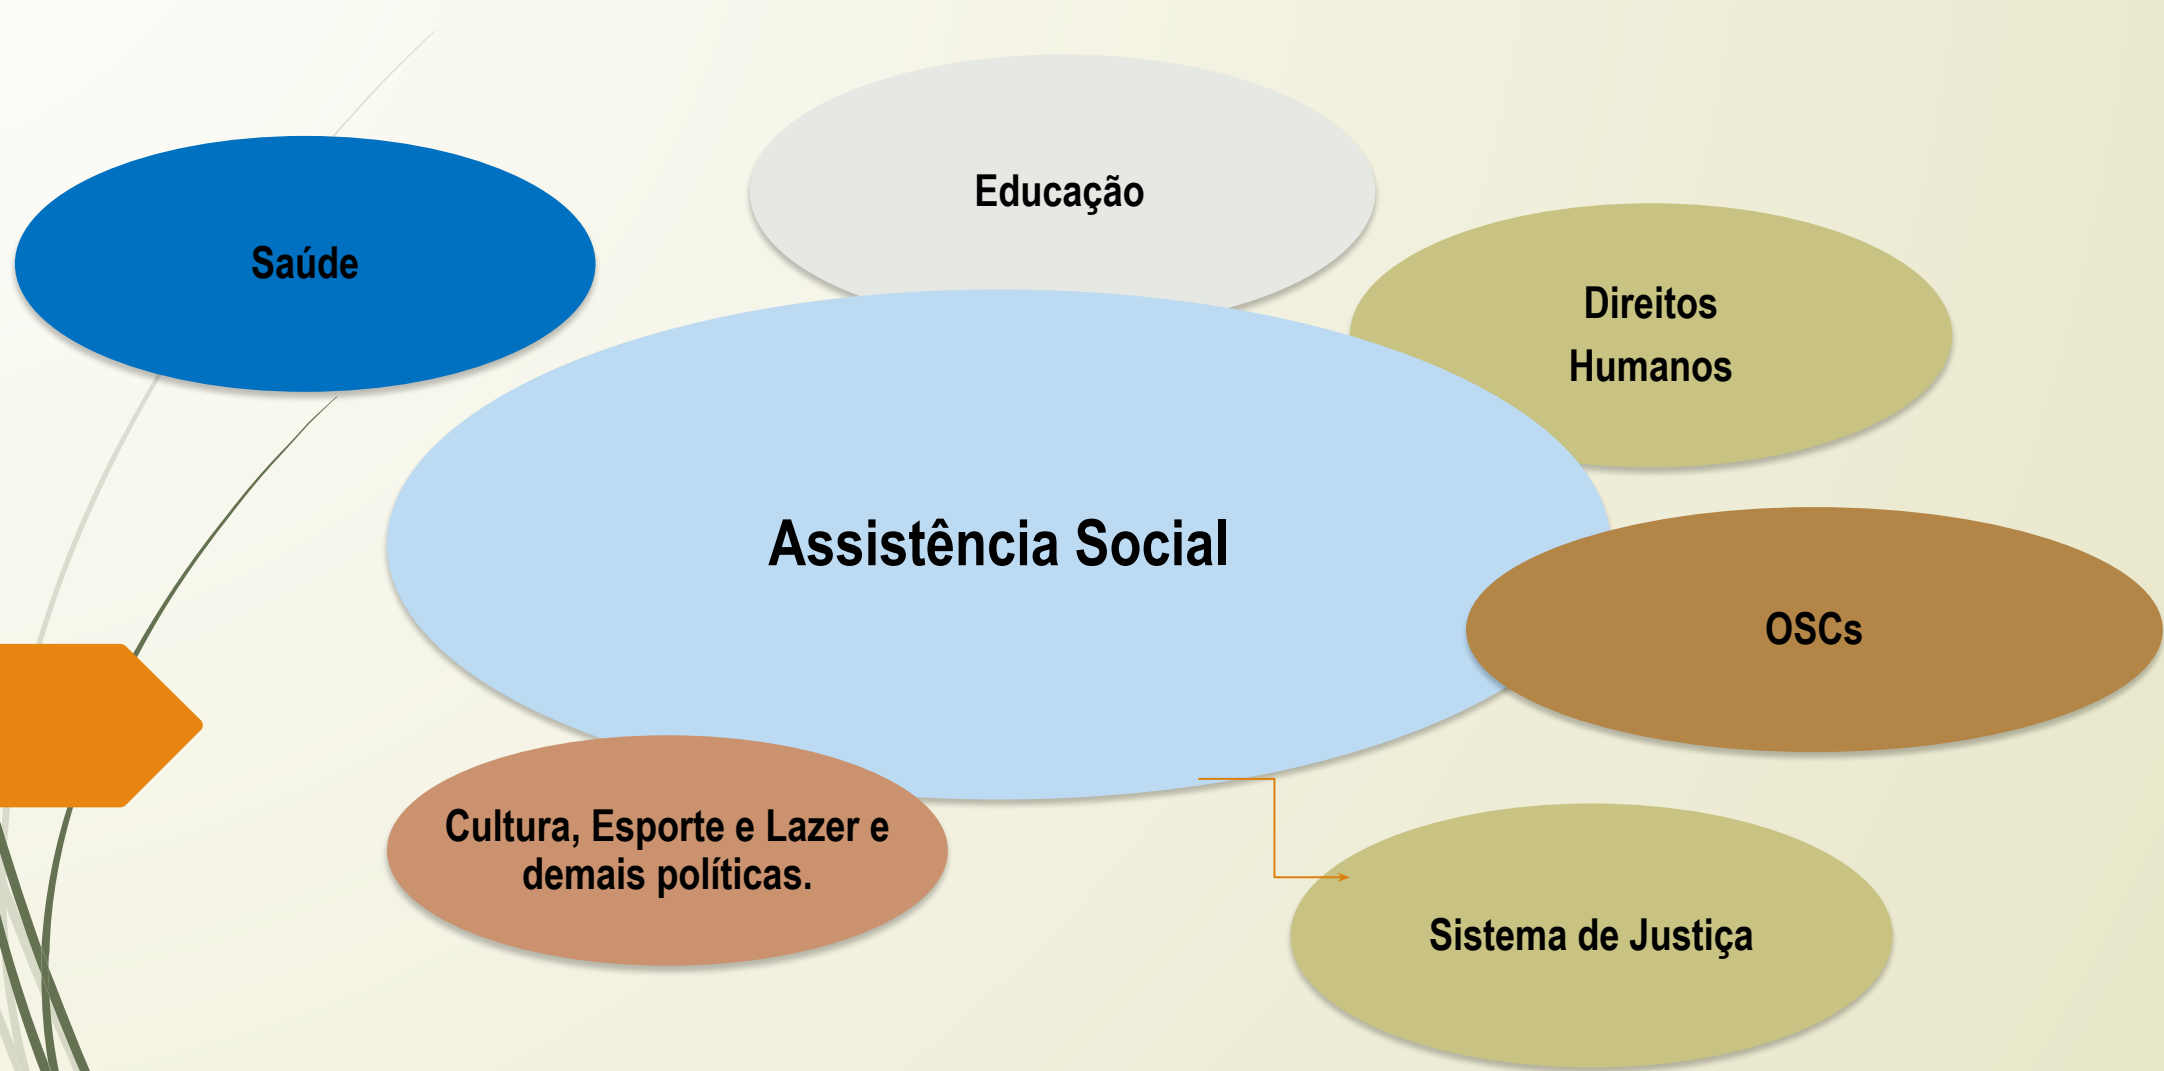 Educação
Saúde
Direitos
Humanos
Assistência Social
OSCs
Cultura, Esporte e Lazer e
demais políticas.
Sistema de Justiça